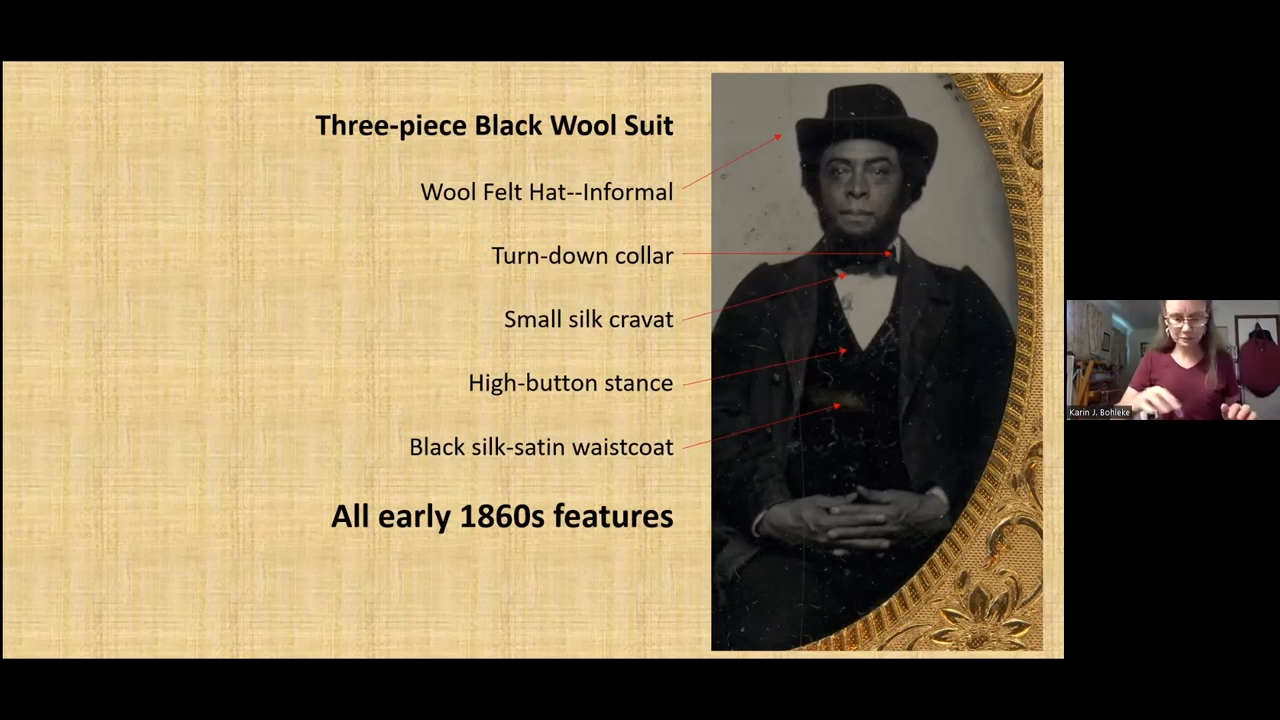 Three-piece Black Wool Suit
Wool Felt Hat--Informal
Turn-down collar
Small silk cravat
High-button stance
Black silk-satin waistcoat
All early 1860s features
Karin J. Bohleke